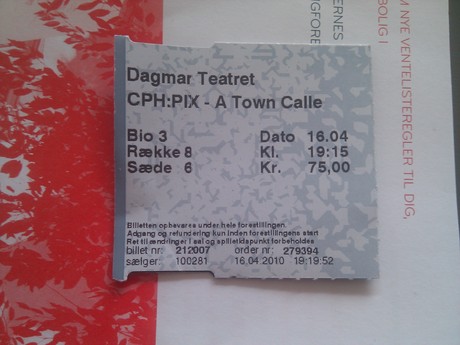 Dagmar Teatret
CPH:PIX - A Town Calle
Bio 3 Dato 16.04
Række 8 Kl. 19:15
Sæde 6 Kr. 75,00
Billetten opbevares under hele forestillingen.
Adgang og refundering kun inden forestillingens start
Ret til ændringer i sal og spilletidspunkt forbeholdes
billet nr: 212007 order nr: 279394
sælger: 100281 16.04.2010 19:19:52
M NYE VENTELISTEREGLER TIL DIG,
BOLIG I